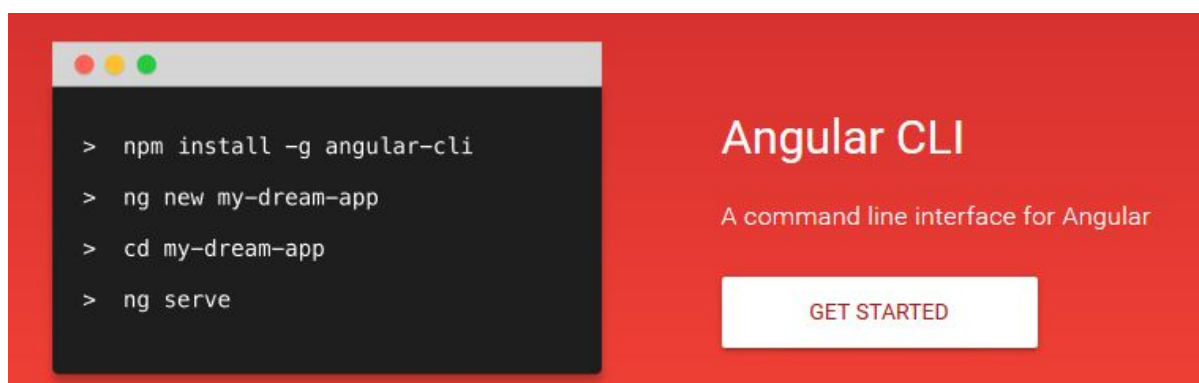 > npm install -g angular-cli
> ng new my-dream-app
> cd my-dream-app
> ng serve
Angular CLI
A command line interface for Angular
GET STARTED